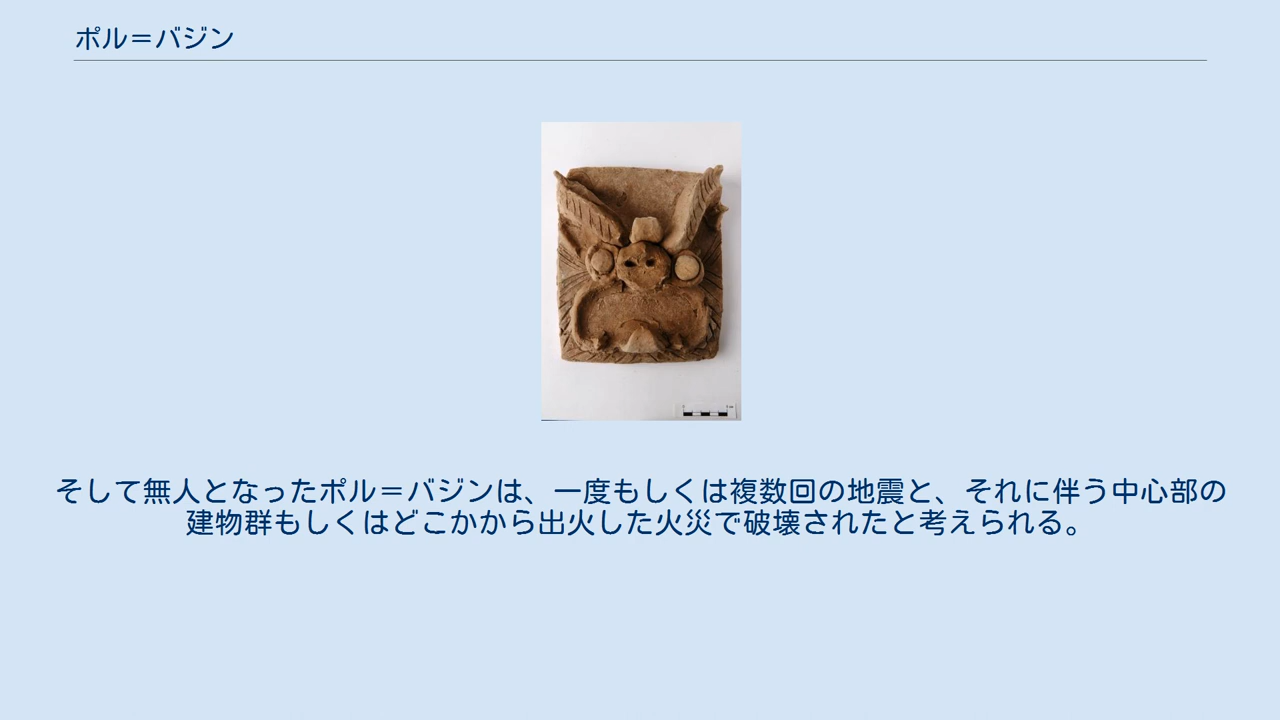 ポル＝バジン
そして無人となったポル＝バジンは、一度もしくは複数回の地震と、それに伴う中心部の
建物群もしくはどこかから出火した火災で破壊されたと考えられる。